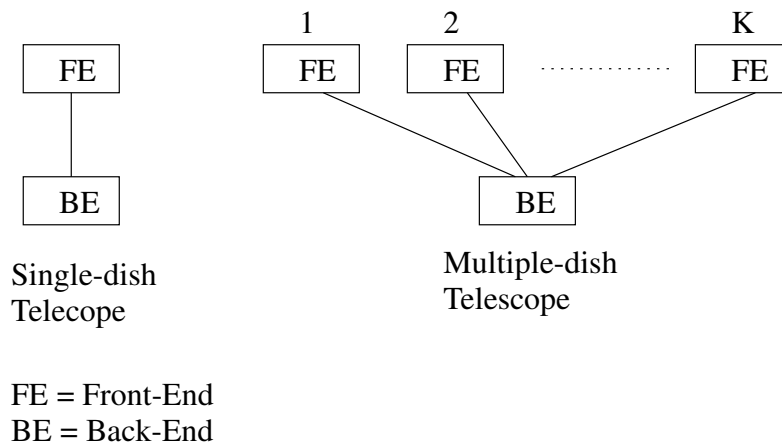 1 2 K
FE FE FE FE
BE BE
Single-dish
Telecope
Multiple-dish
Telescope
FE = Front-End
BE = Back-End